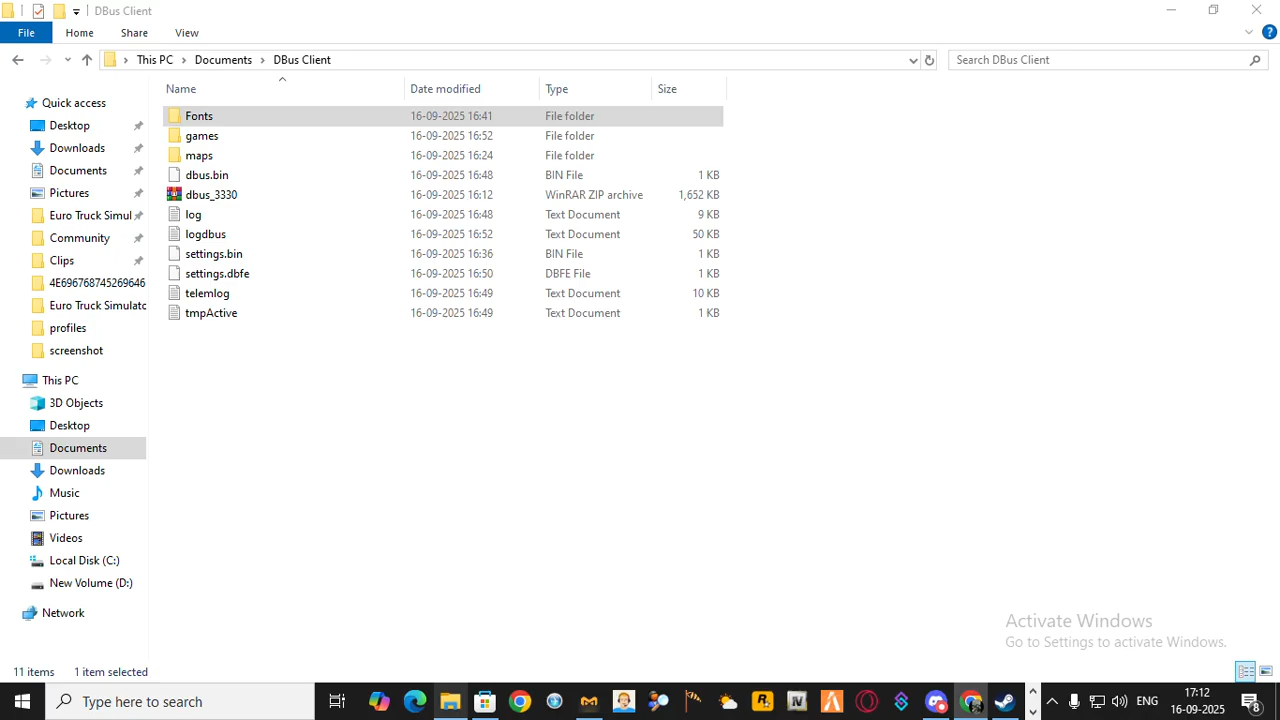 DBus Client
File Home Share View
This PC Documents DBus Client
Search DBus Client
Name Date modified Type Size
Quick access
Desktop
Downloads
Documents
Pictures
Euro Truck Simul
Community
Clips
4E696768745269646
Euro Truck Simulato
profiles
screenshot
This PC
3D Objects
Desktop
Documents
Downloads
Music
Pictures
Videos
Local Disk (C:)
New Volume (D:)
Network
Fonts 16-09-2025 16:41 File folder
games 16-09-2025 16:52 File folder
maps 16-09-2025 16:24 File folder
dbus.bin 16-09-2025 16:48 BIN File 1 KB
dbus_3330 16-09-2025 16:12 WinRAR ZIP archive 1,652 KB
log 16-09-2025 16:48 Text Document 9 KB
logdbus 16-09-2025 16:52 Text Document 50 KB
settings.bin 16-09-2025 16:36 BIN File 1 KB
settings.dbfe 16-09-2025 16:50 DBFE File 1 KB
telemlog 16-09-2025 16:49 Text Document 10 KB
tmpActive 16-09-2025 16:49 Text Document 1 KB
Activate Windows
Go to Settings to activate Windows.
11 items 1 item selected
Type here to search
ENG
17:12
16-09-2025
8